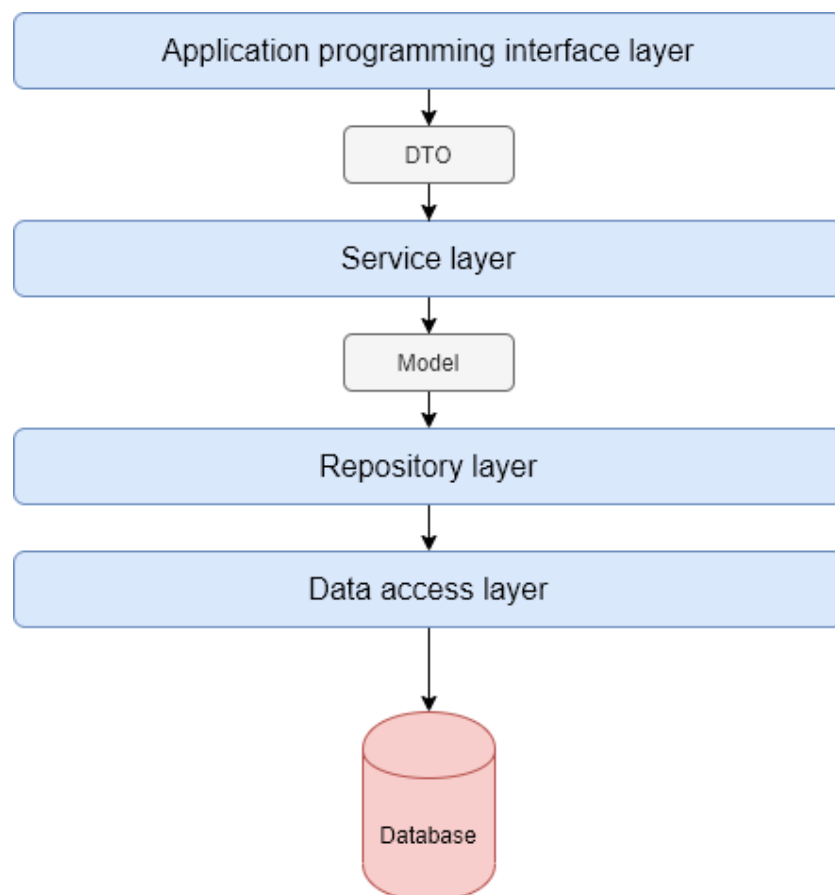 Application programming interface layer
DTO
Service layer
Model
Repository layer
Data access layer
Database